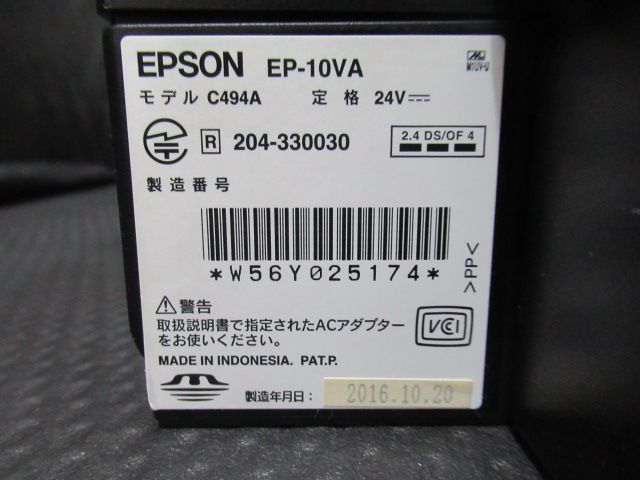 EPSON EP-10VA
モデル C494A 定格 24V⎓
R 204-330030 2.4 DS/OF 4
製造番号
*W56Y025174*
>PP<
警告
取扱説明書で指定されたACアダプター
をお使いください。
VCI
MADE IN INDONESIA. PAT.P.
製造年月日: 2016.10.20